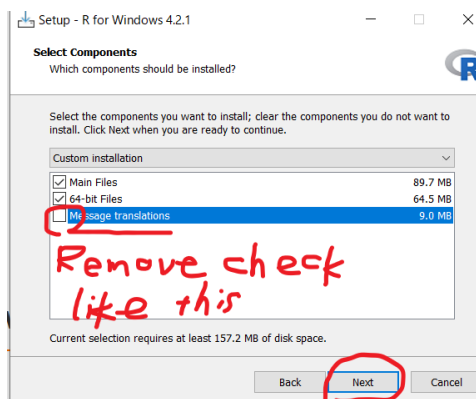 Setup - R for Windows 4.2.1
Select Components
Which components should be installed?
R
Select the components you want to install; clear the components you do not want to
install. Click Next when you are ready to continue.
Custom installation
Main Files 89.7 MB
64-bit Files 64.5 MB
Message translations 9.0 MB
Remove check
like this
Current selection requires at least 157.2 MB of disk space.
Back Next Cancel